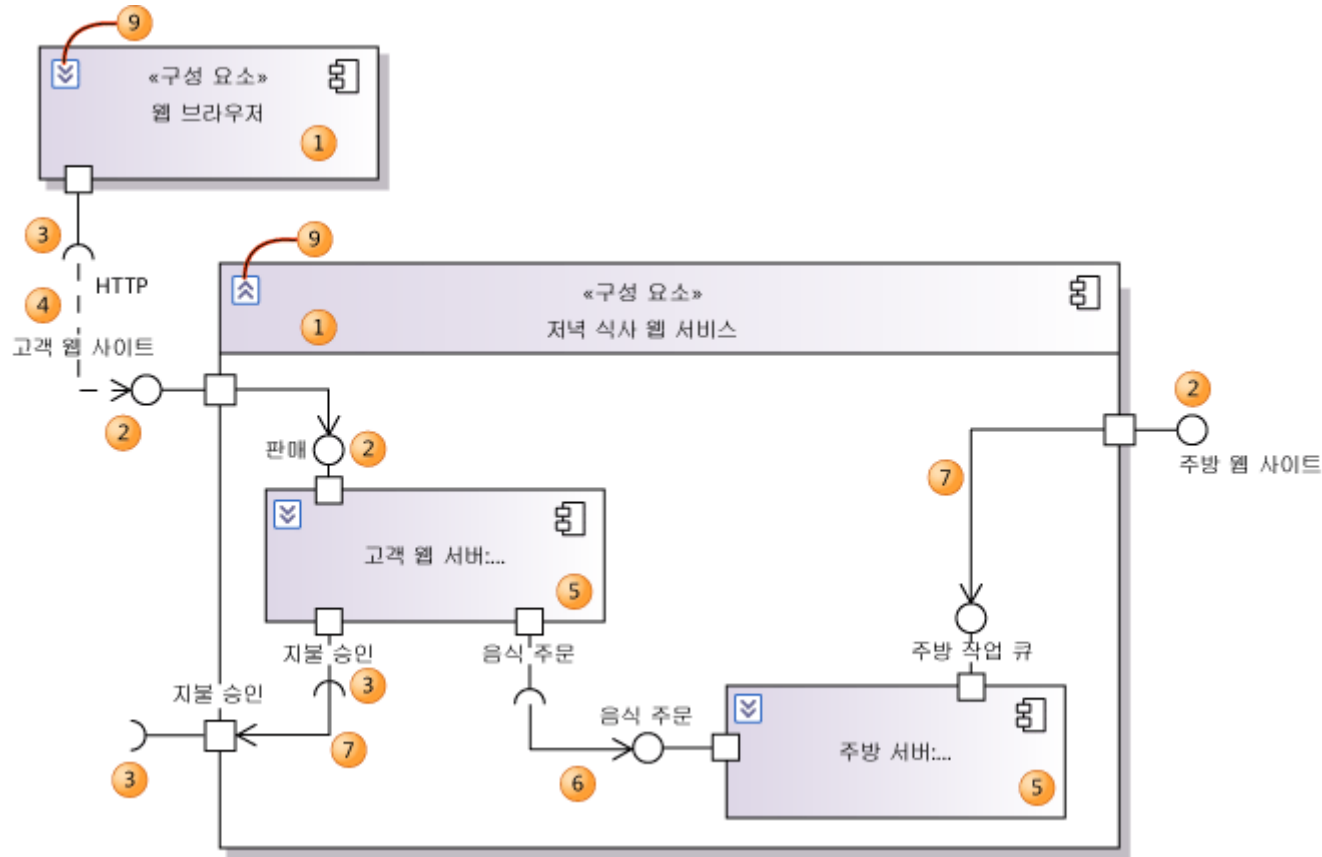 9
«구성 요소»
웹 브라우저
1
3
HTTP
4
고객 웹 사이트
2
9
«구성 요소»
저녁 식사 웹 서비스
1
판매
2
고객 웹 서버:...
5
지불 승인
음식 주문
3
지불 승인
7
3
음식 주문
6
2
주방 웹 사이트
7
주방 작업 큐
주방 서버:...
5